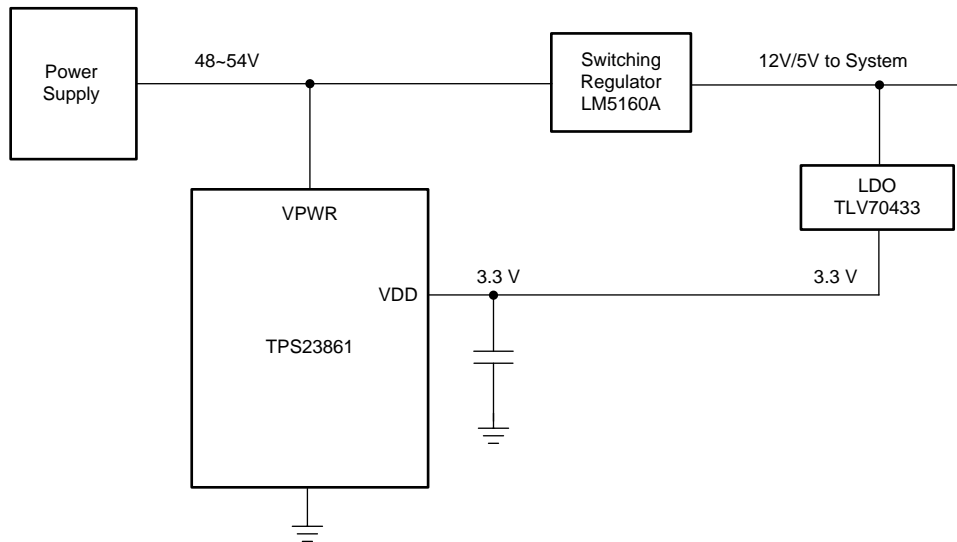 Power
Supply
48~54V
Switching
Regulator
LM5160A
12V/5V to System
LDO
TLV70433
VPWR
VDD
3.3 V
3.3 V
TPS23861